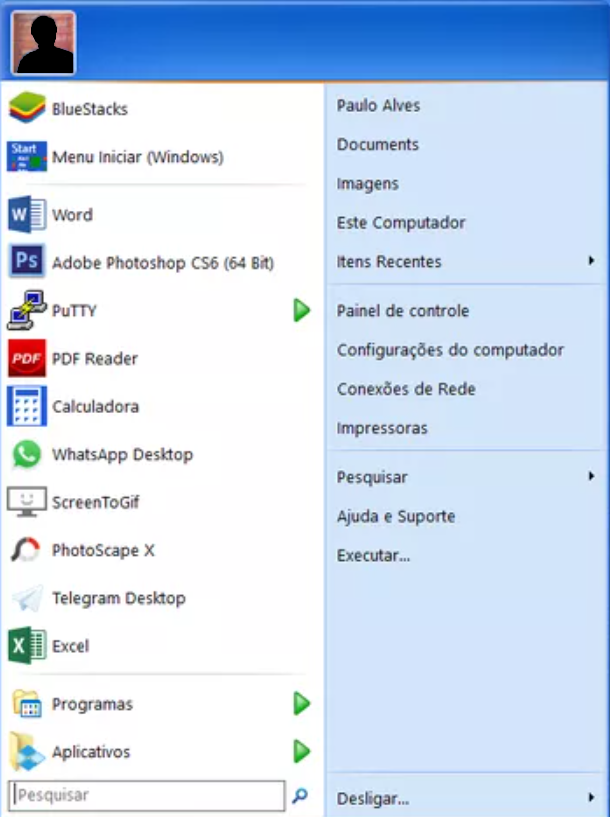 BlueStacks
Start
Menu Iniciar (Windows)
W
Word
Ps
Adobe Photoshop CS6 (64 Bit)
PuTTY
PDF
PDF Reader
Calculadora
WhatsApp Desktop
ScreenToGif
PhotoScape X
Telegram Desktop
X
Excel
Programas
Aplicativos
Pesquisar
Paulo Alves
Documents
Imagens
Este Computador
Itens Recentes
Painel de controle
Configurações do computador
Conexões de Rede
Impressoras
Pesquisar
Ajuda e Suporte
Executar...
Desligar...